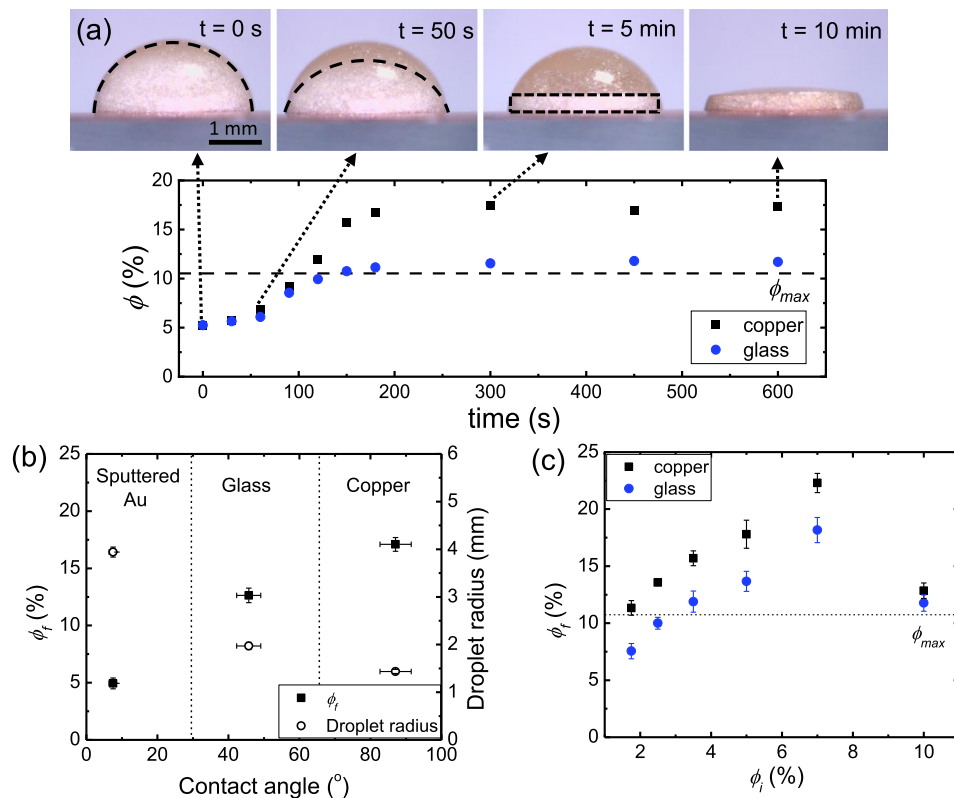 (a)
t = 0 s
t = 50 s
t = 5 min
t = 10 min
1 mm
20
15
10
5
0
ϕ (%)
ϕmax
copper
glass
0 100 200 300 400 500 600
time (s)
(b)
25
20
15
10
5
0
ϕf (%)
Sputtered
Au
Glass
Copper
6
5
4
3
2
1
0
Droplet radius (mm)
ϕf
Droplet radius
0 20 40 60 80 100
Contact angle (°)
(c)
25
20
15
10
5
0
ϕf (%)
copper
glass
ϕmax
2 4 6 8 10
ϕi (%)